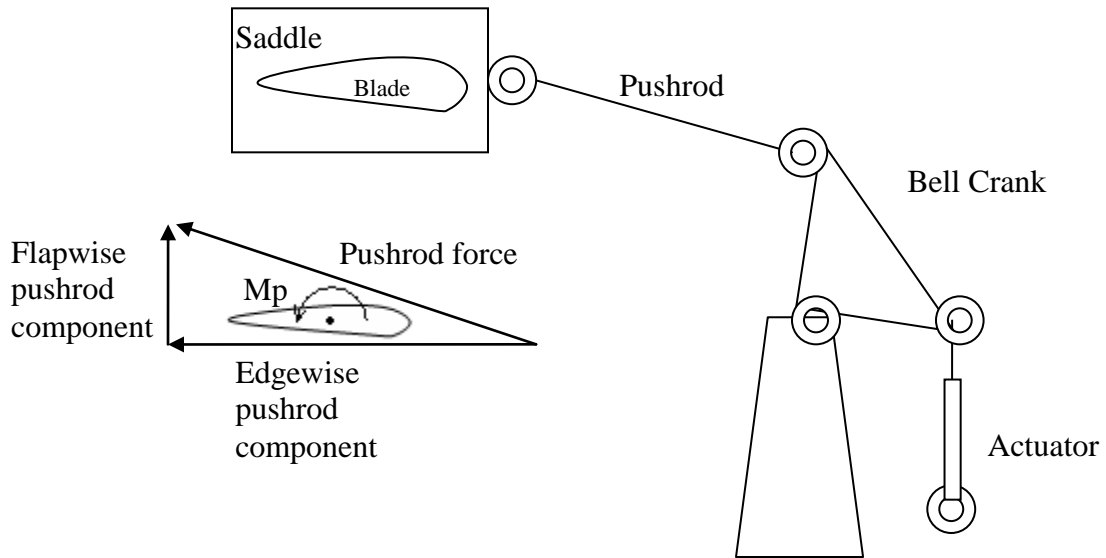 Saddle
Blade
Pushrod
Bell Crank
Flapwise
pushrod
component
Pushrod force
Mp
Edgewise
pushrod
component
Actuator